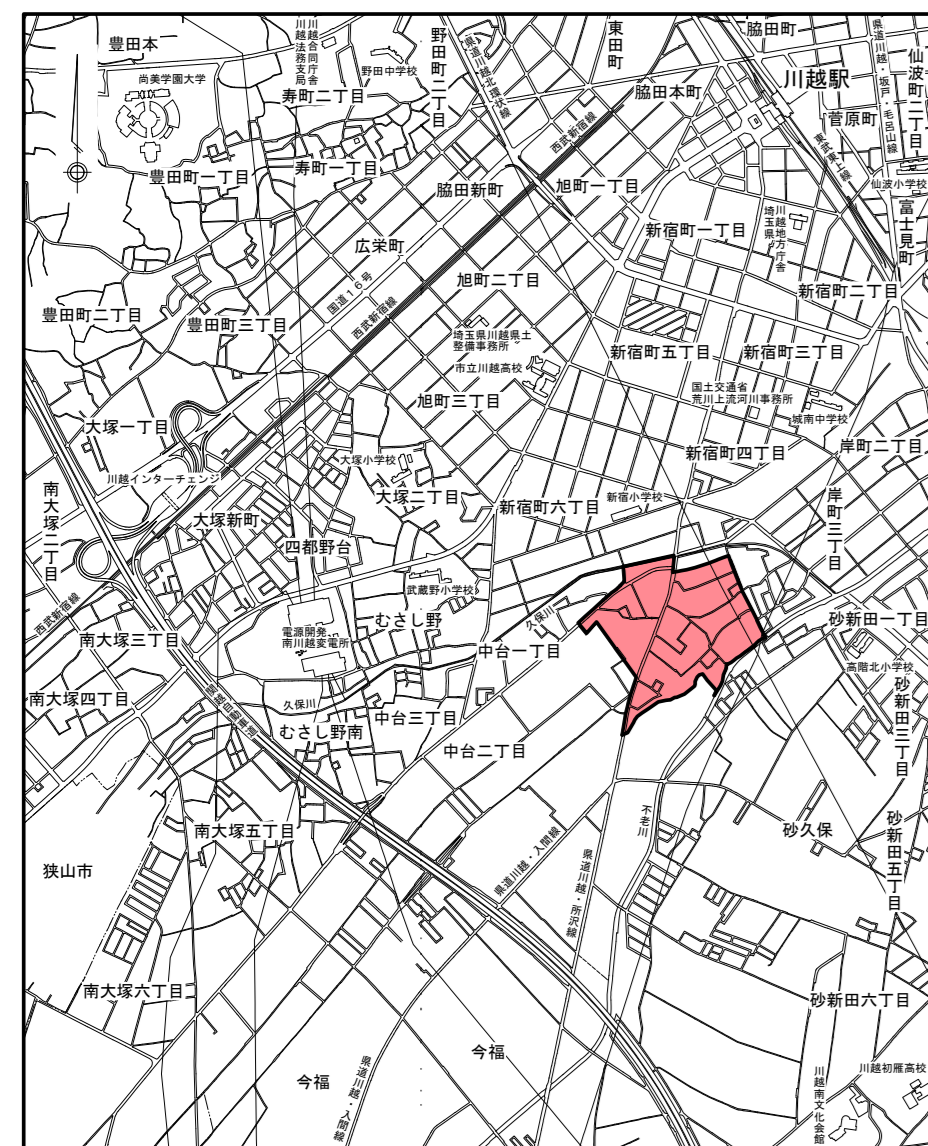 豊田本
尚美学園大学
川越法務支局
川越合同庁舎
野田中学校
寿町二丁目
野田町二丁目
県道川越北環状線
東田町
脇田町
川越駅
県道川越・坂戸・毛呂山線
仙波町二丁目
脇田本町
菅原町
東武東上線
仙波小学校
富士見町
西武新宿線
豊田町一丁目
寿町一丁目
脇田新町
旭町一丁目
新宿町一丁目
埼玉県
川越地方庁舎
広栄町
国道16号
西武新宿線
旭町二丁目
新宿町二丁目
豊田町二丁目
豊田町三丁目
埼玉県川越県土
整備事務所
市立川越高校
新宿町五丁目
新宿町三丁目
国土交通省
荒川上流河川事務所
城南中学校
大塚一丁目
旭町三丁目
川越インターチェンジ
大塚小学校
大塚二丁目
新宿町四丁目
岸町二丁目
南大塚二丁目
大塚新町
新宿町六丁目
新宿小学校
岸町三丁目
四都野台
武蔵野小学校
西武新宿線
南大塚三丁目
電源開発
南川越変電所
むさし野
久保川
中台一丁目
砂新田一丁目
高階北小学校
南大塚四丁目
関越自動車道
久保川
むさし野南
中台三丁目
中台二丁目
砂新田三丁目
南大塚五丁目
不老川
砂久保
砂新田五丁目
狭山市
県道川越・入間線
県道川越・所沢線
南大塚六丁目
砂新田六丁目
今福
今福
県道川越・入間線
川越南文化会館
川越初雁高校